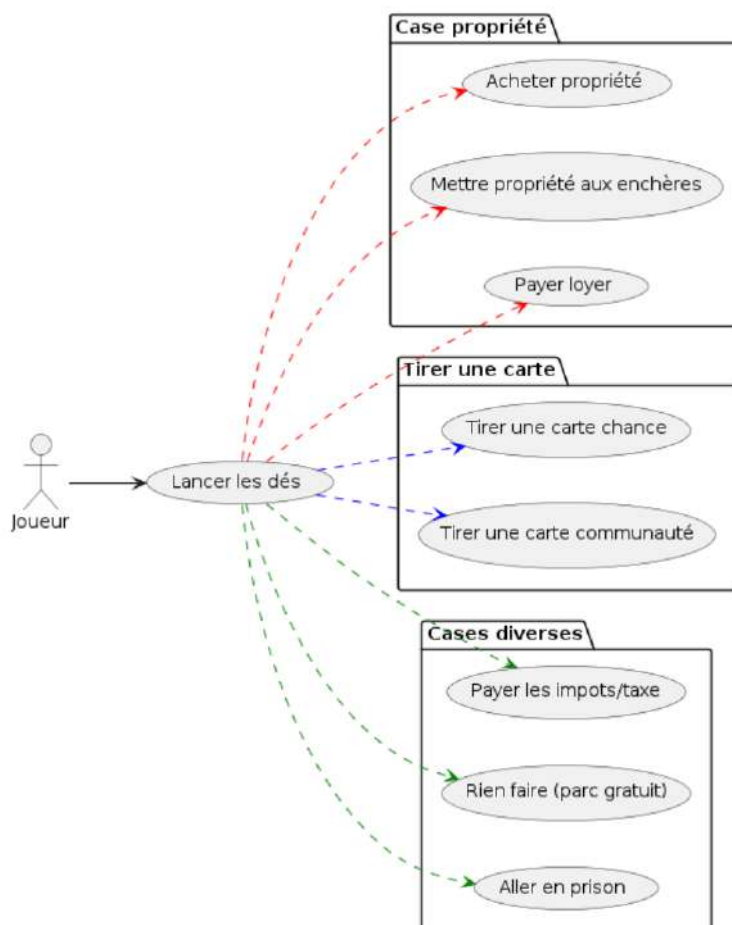 Case propriété
Acheter propriété
Mettre propriété aux enchères
Payer loyer
Tirer une carte
Tirer une carte chance
Lancer les dés
Joueur
Tirer une carte communauté
Cases diverses
Payer les impots/taxe
Rien faire (parc gratuit)
Aller en prison